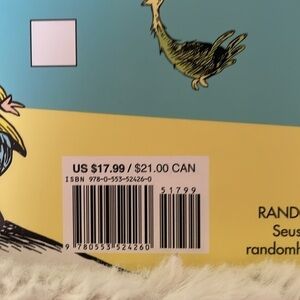 US $17.99 / $21.00 CAN
ISBN 978-0-553-52426-0
51799
9 780553 524260
RAND
Seus
randomh